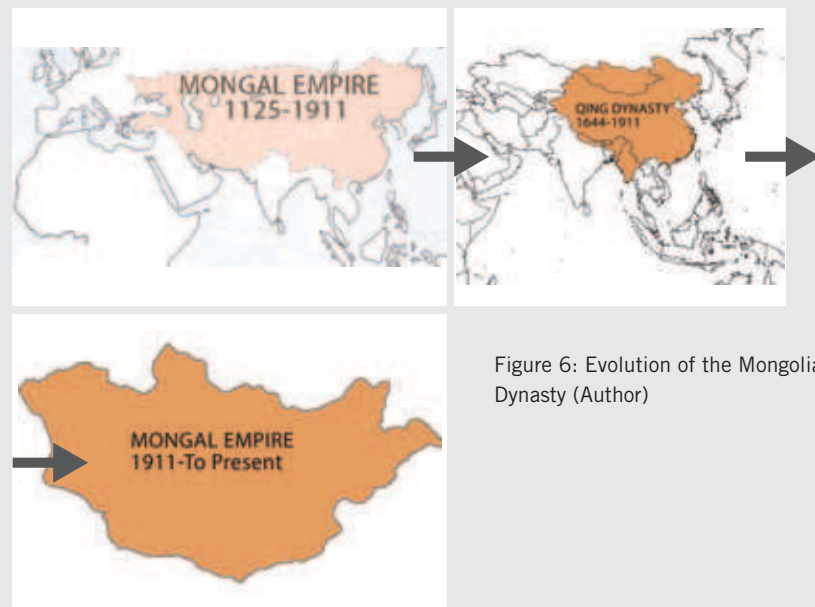 MONGAL EMPIRE
1125-1911
QING DYNASTY
1644-1911
MONGAL EMPIRE
1911-To Present
Figure 6: Evolution of the Mongolia
Dynasty (Author)